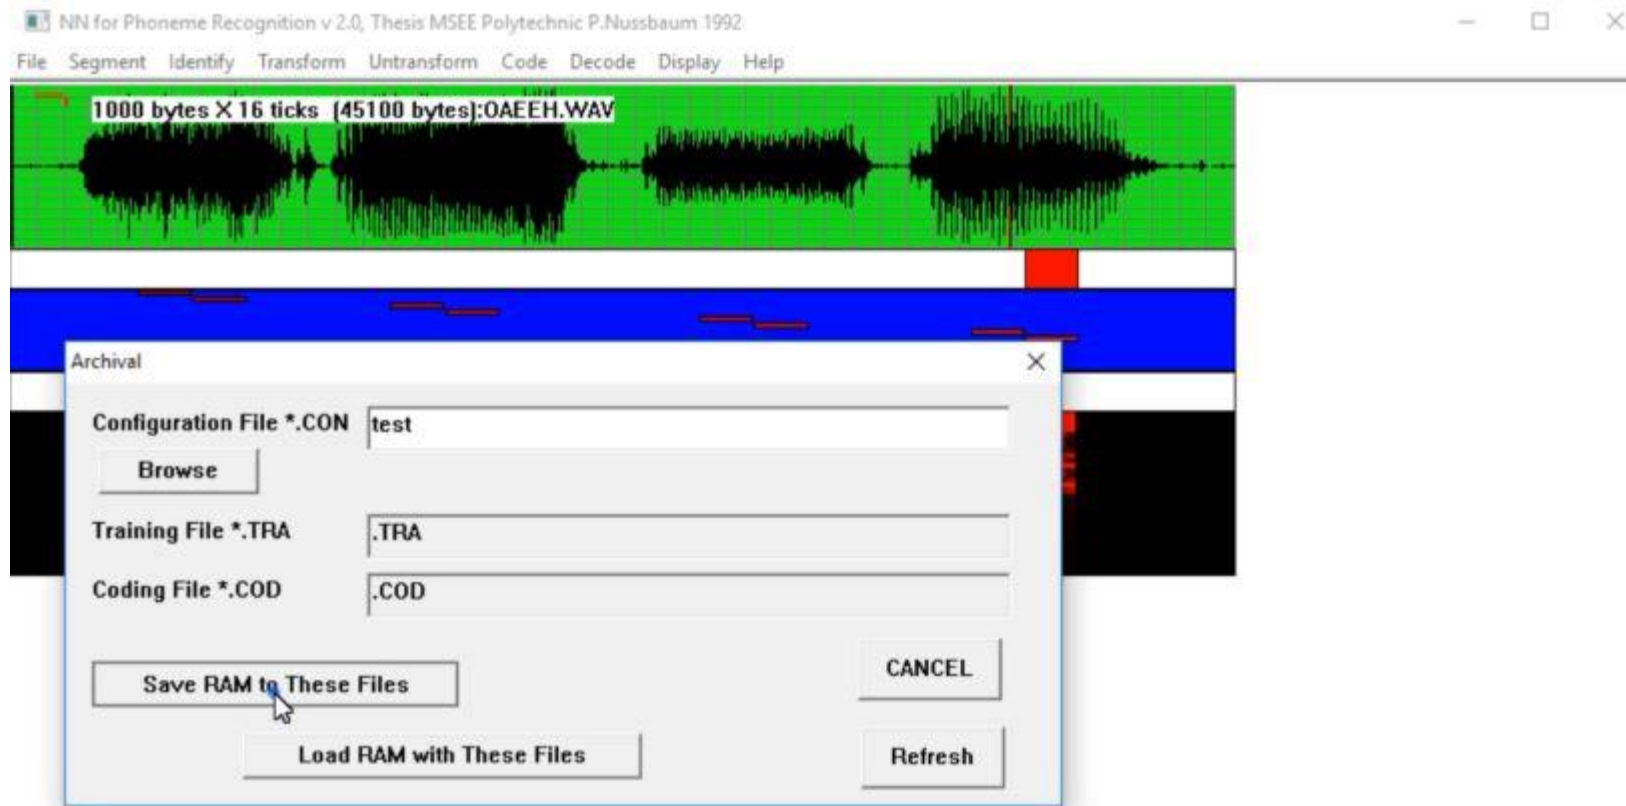 NN for Phoneme Recognition v 2.0, Thesis MSEE Polytechnic P.Nussbaum 1992
File Segment Identify Transform Untransform Code Decode Display Help
1000 bytes X 16 ticks (45100 bytes):OAEEH.WAV
Archival
Configuration File *.CON test
Browse
Training File *.TRA .TRA
Coding File *.COD .COD
Save RAM to These Files
CANCEL
Load RAM with These Files
Refresh